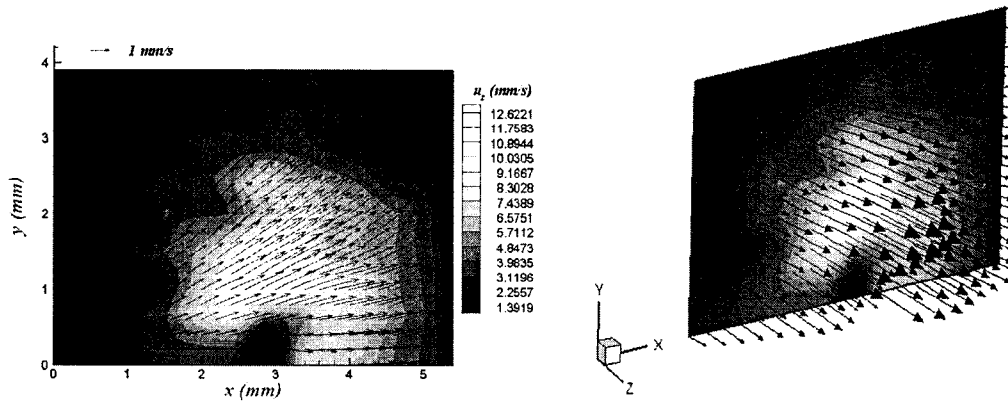 1 mm/s
4
3
2
1
0
y (mm)
0 1 2 3 4 5
x (mm)
u_z (mm/s)
12.6221
11.7583
10.8944
10.0305
9.1667
8.3028
7.4389
6.5751
5.7112
4.8473
3.9835
3.1196
2.2557
1.3919
Y
X
Z